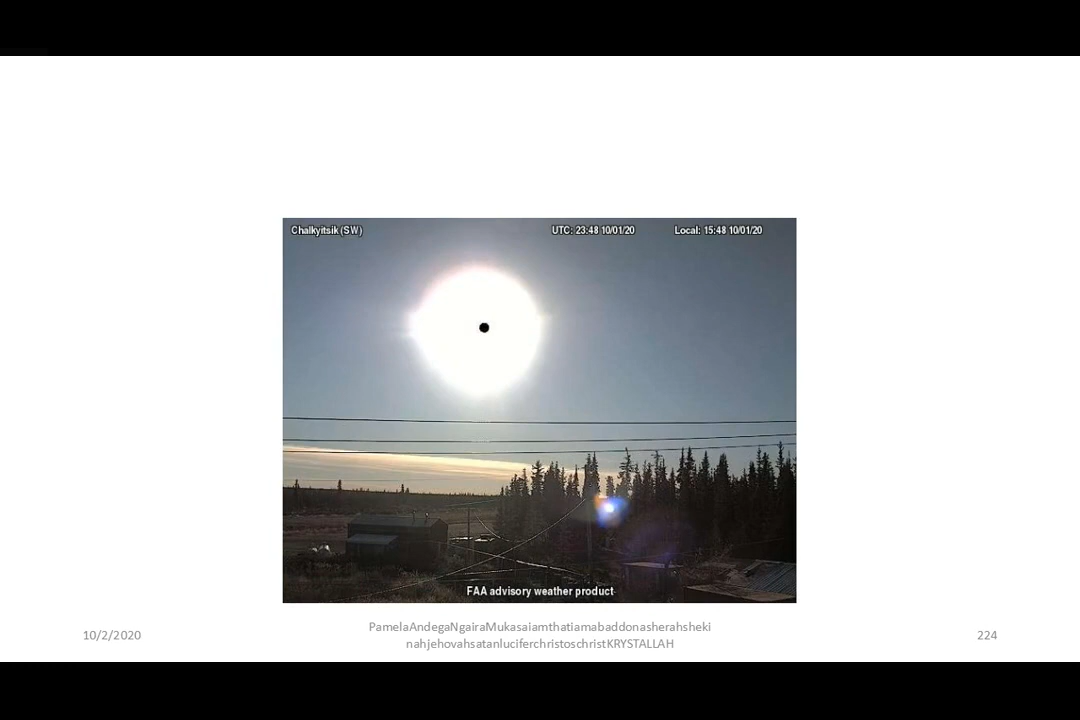 Chalkyitsik (SW) UTC: 23:48 10/01/20 Local: 15:48 10/01/20
FAA advisory weather product
10/2/2020 PamelaAndegaNgairaMukasaiamthatiamabaddonasherahsheki 224
nahjehovahsatanluciferchristoschristKRYSTALLAH